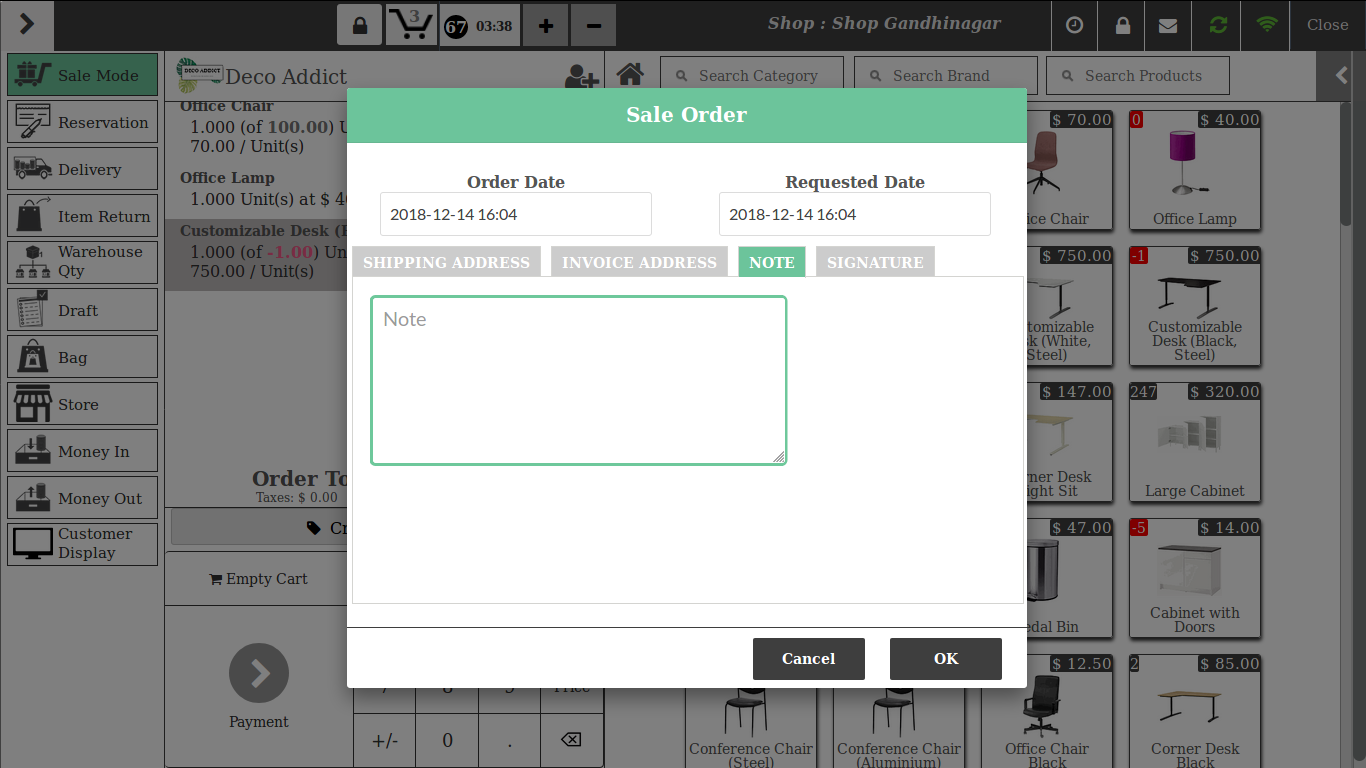 3
67 03:38
+
−
Shop : Shop Gandhinagar
Close
Sale Mode
Reservation
Delivery
Item Return
Warehouse
Qty
Draft
Bag
Store
Money In
Money Out
Customer
Display
DECO ADDICT
Deco Addict
Search Category
Search Brand
Search Products
Office Chair
1.000 (of 100.00) U
70.00 / Unit(s)
Office Lamp
1.000 Unit(s) at $ 40
Customizable Desk (B
1.000 (of -1.00) Un
750.00 / Unit(s)
Order To
Taxes: $ 0.00
Cr
Empty Cart
Payment
Price
+/-
0
.
Sale Order
Order Date
Requested Date
2018-12-14 16:04
2018-12-14 16:04
SHIPPING ADDRESS
INVOICE ADDRESS
NOTE
SIGNATURE
Note
Cancel
OK
$ 70.00
ice Chair
0
$ 40.00
Office Lamp
$ 750.00
tomizable
sk (White,
Steel)
-1
$ 750.00
Customizable
Desk (Black,
Steel)
$ 147.00
rner Desk
ight Sit
247
$ 320.00
Large Cabinet
$ 47.00
edal Bin
-5
$ 14.00
Cabinet with
Doors
Conference Chair
(Steel)
Conference Chair
(Aluminium)
$ 12.50
Office Chair
Black
2
$ 85.00
Corner Desk
Black